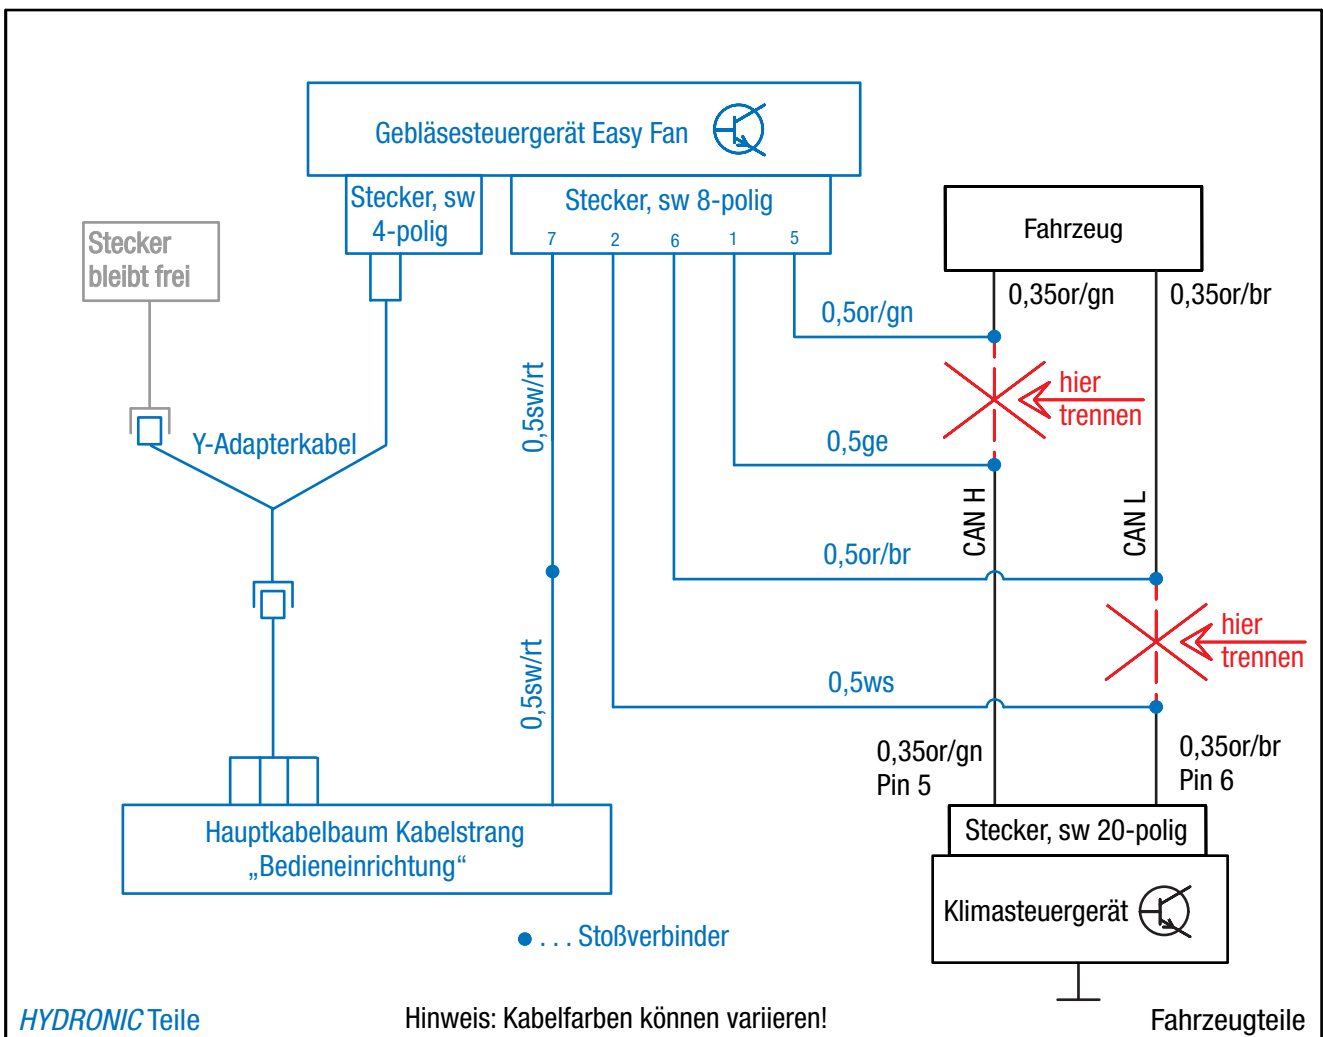 Gebläsesteuergerät Easy Fan
Stecker, sw
4-polig
Stecker, sw 8-polig
7 2 6 1 5
Stecker
bleibt frei
Fahrzeug
0,35or/gn
0,35or/br
0,5or/gn
hier
trennen
0,5sw/rt
Y-Adapterkabel
0,5ge
CAN H
CAN L
0,5or/br
hier
trennen
0,5sw/rt
0,5ws
0,35or/gn
Pin 5
0,35or/br
Pin 6
Hauptkabelbaum Kabelstrang
„Bedieneinrichtung“
Stecker, sw 20-polig
Klimasteuergerät
. . . Stoßverbinder
HYDRONIC Teile
Hinweis: Kabelfarben können variieren!
Fahrzeugteile